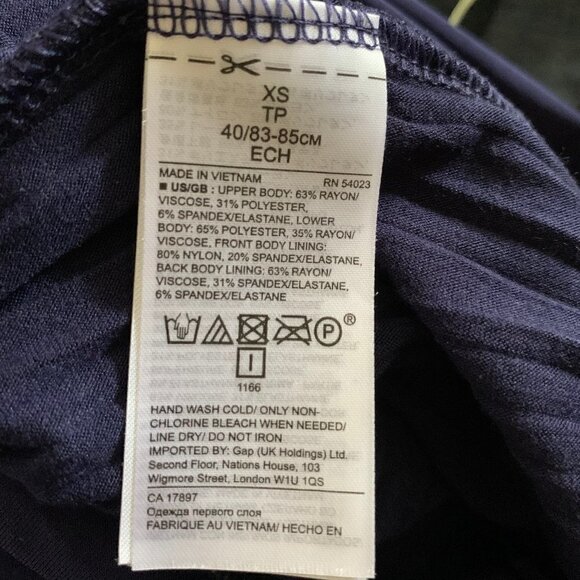 XS
TP
40/83-85см
ECH
MADE IN VIETNAM RN 54023
■ US/GB : UPPER BODY: 63% RAYON/
VISCOSE, 31% POLYESTER,
6% SPANDEX/ELASTANE, LOWER
BODY: 65% POLYESTER, 35% RAYON/
VISCOSE, FRONT BODY LINING:
80% NYLON, 20% SPANDEX/ELASTANE,
BACK BODY LINING: 63% RAYON/
VISCOSE, 31% SPANDEX/ELASTANE,
6% SPANDEX/ELASTANE
P ®
1166
HAND WASH COLD/ ONLY NON-
CHLORINE BLEACH WHEN NEEDED/
LINE DRY/ DO NOT IRON
IMPORTED BY: Gap (UK Holdings) Ltd.
Second Floor, Nations House, 103
Wigmore Street, London W1U 1QS
CA 17897
Одежда первого слоя
FABRIQUÉ AU VIETNAM/ HECHO EN